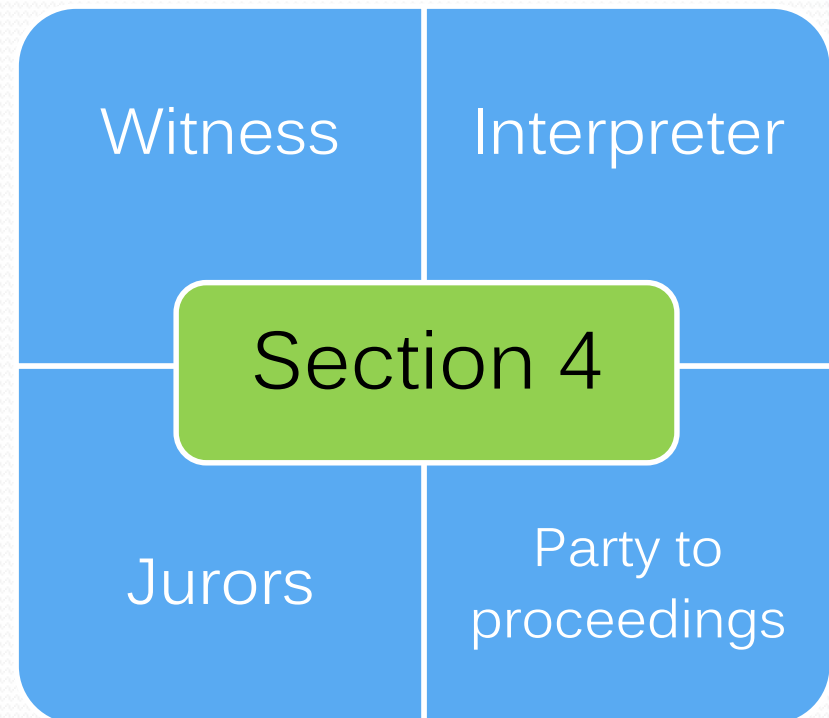 Witness
Interpreter
Section 4
Jurors
Party to
proceedings